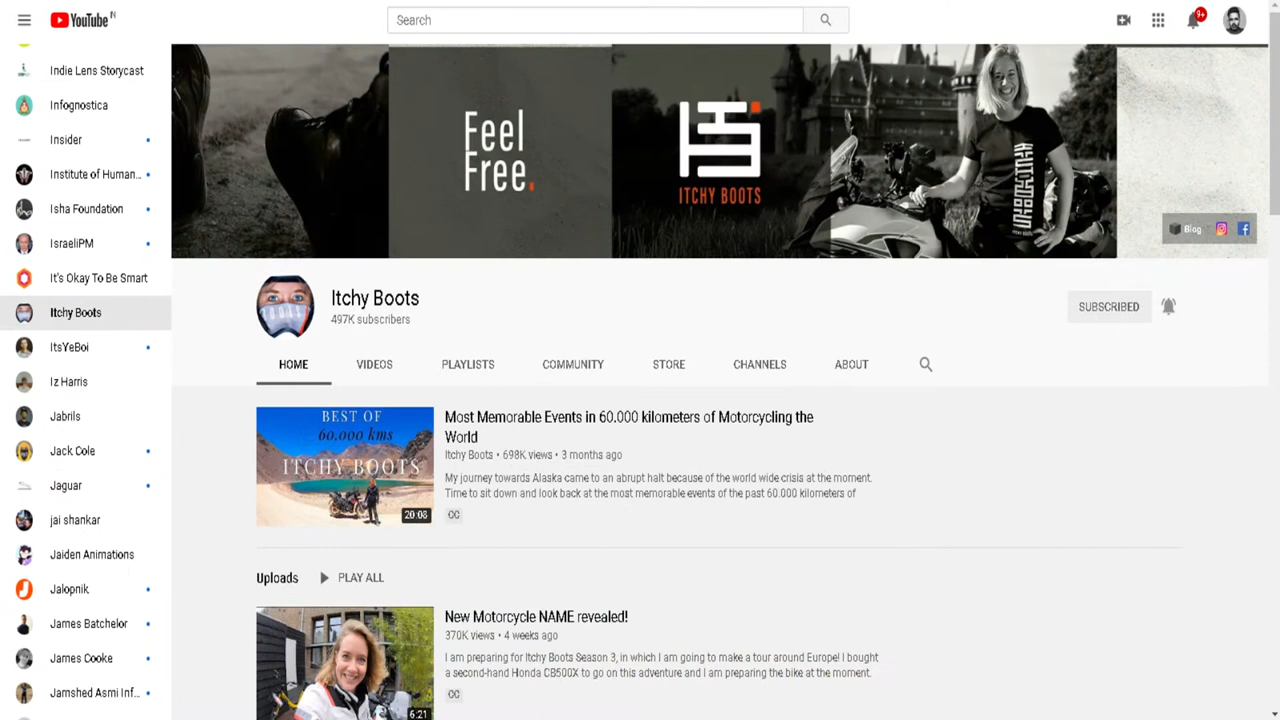 YouTube IN
Search
9+
Indie Lens Storycast
Infognostica
Insider
Institute of Human...
Isha Foundation
IsraeliPM
It's Okay To Be Smart
Itchy Boots
ItsYeBoi
Iz Harris
Jabrils
Jack Cole
Jaguar
jai shankar
Jaiden Animations
Jalopnik
James Batchelor
James Cooke
Jamshed Asmi Inf...
Feel
Free.
ITCHY BOOTS
ITCHY BOOTS
Blog
Itchy Boots
497K subscribers
SUBSCRIBED
HOME VIDEOS PLAYLISTS COMMUNITY STORE CHANNELS ABOUT
BEST OF
60.000 kms
ITCHY BOOTS
20:08
Most Memorable Events in 60.000 kilometers of Motorcycling the
World
Itchy Boots • 698K views • 3 months ago
My journey towards Alaska came to an abrupt halt because of the world wide crisis at the moment.
Time to sit down and look back at the most memorable events of the past 60.000 kilometers of
CC
Uploads PLAY ALL
6:21
New Motorcycle NAME revealed!
370K views • 4 weeks ago
I am preparing for Itchy Boots Season 3, in which I am going to make a tour around Europe! I bought
a second-hand Honda CB500X to go on this adventure and I am preparing the bike at the moment.
CC